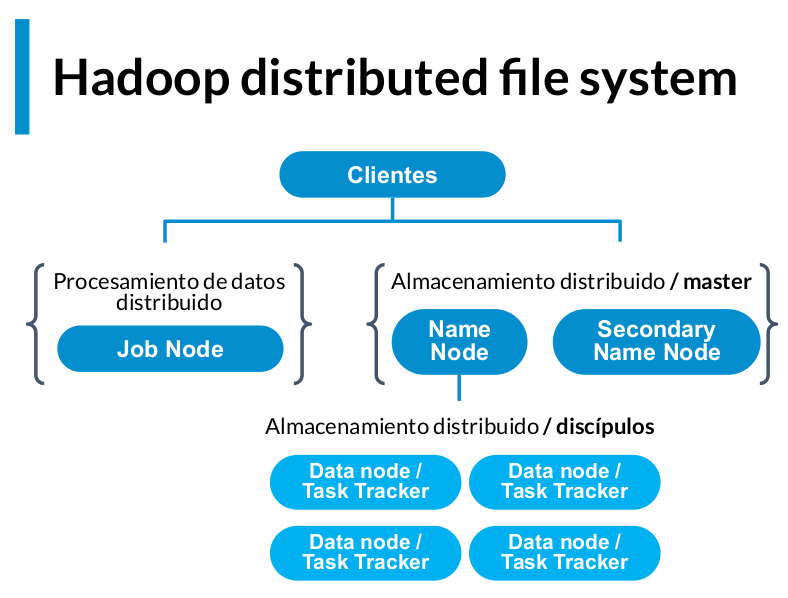 Hadoop distributed file system
Clientes
Procesamiento de datos
distribuido
Job Node
Almacenamiento distribuido / master
Name
Node
Secondary
Name Node
Almacenamiento distribuido / discípulos
Data node /
Task Tracker
Data node /
Task Tracker
Data node /
Task Tracker
Data node /
Task Tracker